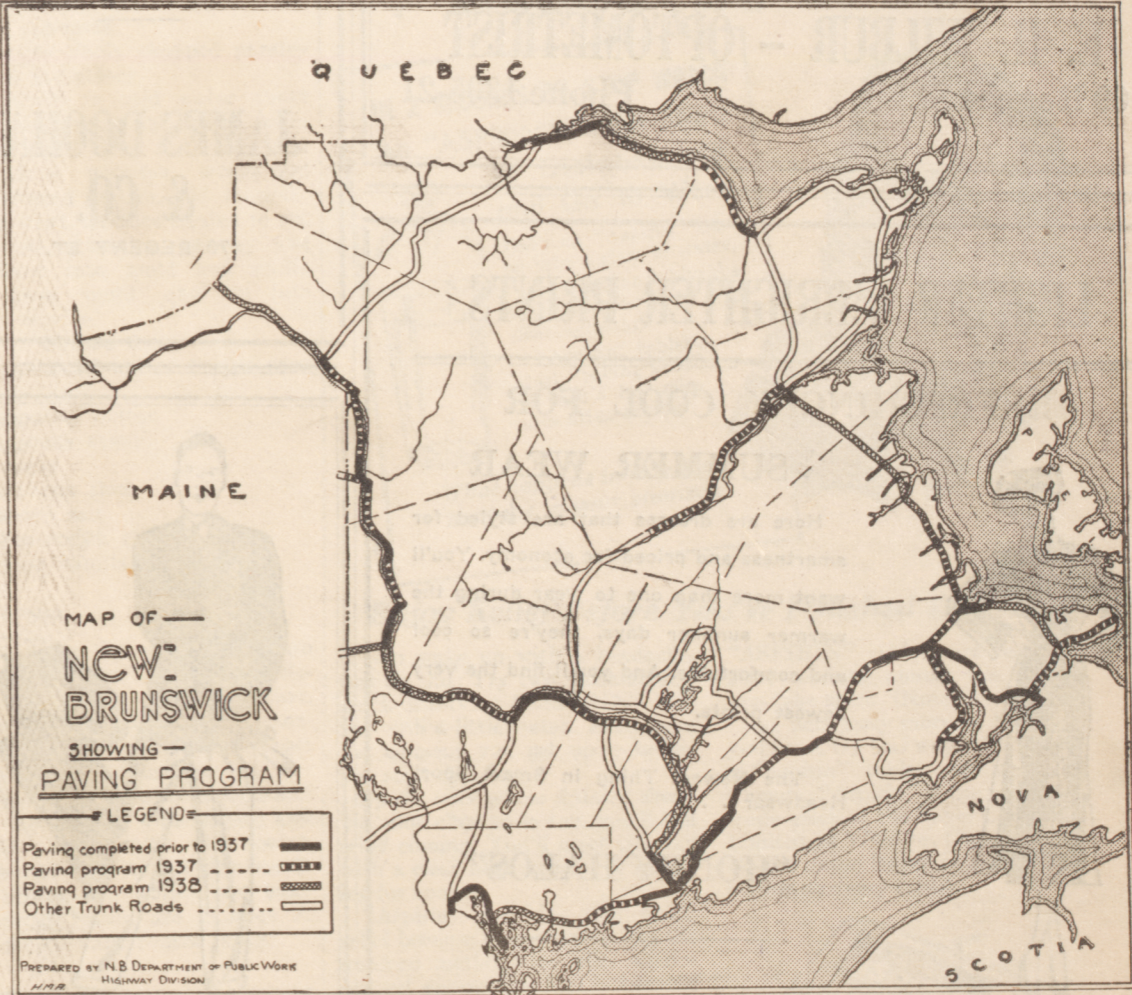 QUEBEC
MAINE
MAP OF—
NEW-
BRUNSWICK
SHOWING—
PAVING PROGRAM
LEGEND
Paving completed prior to 1937
Paving program 1937
Paving program 1938
Other Trunk Roads
PREPARED BY N.B DEPARTMENT OF PUBLIC WORK
HIGHWAY DIVISION
HMR
NOVA
SCOTIA